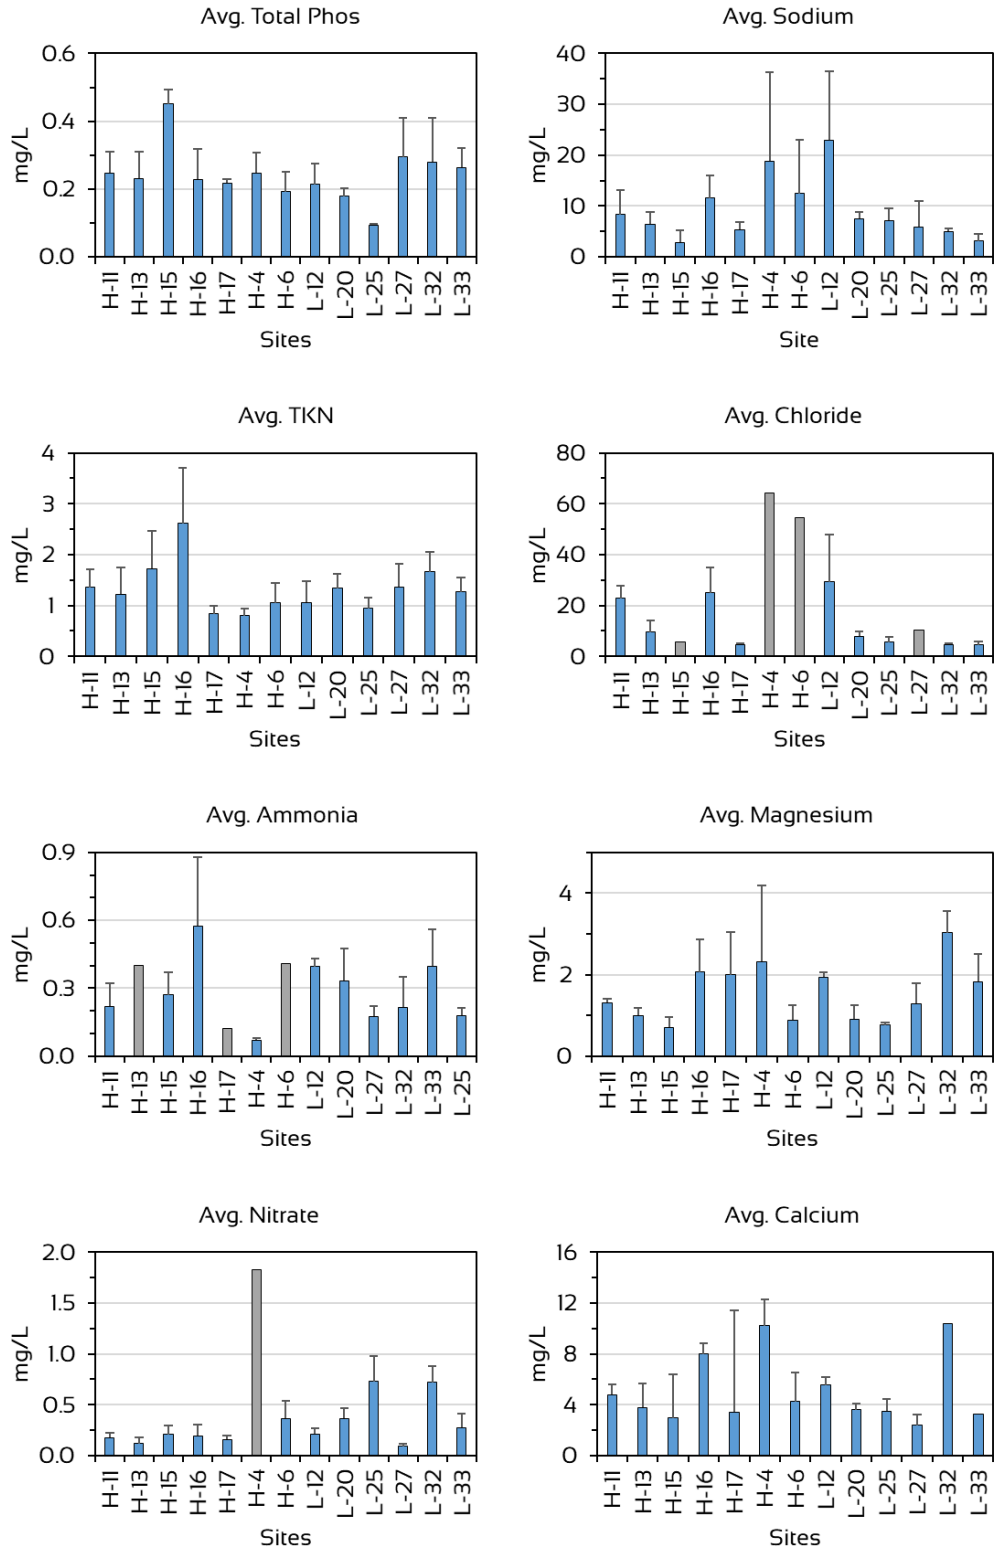 Avg. Total Phos
0.6
0.4
0.2
0.0
mg/L
H-11 H-13 H-15 H-16 H-17 H-4 H-6 L-12 L-20 L-25 L-27 L-32 L-33
Sites
Avg. Sodium
40
30
20
10
0
mg/L
H-11 H-13 H-15 H-16 H-17 H-4 H-6 L-12 L-20 L-25 L-27 L-32 L-33
Site
Avg. TKN
4
3
2
1
0
mg/L
H-11 H-13 H-15 H-16 H-17 H-4 H-6 L-12 L-20 L-25 L-27 L-32 L-33
Sites
Avg. Chloride
80
60
40
20
0
mg/L
H-11 H-13 H-15 H-16 H-17 H-4 H-6 L-12 L-20 L-25 L-27 L-32 L-33
Sites
Avg. Ammonia
0.9
0.6
0.3
0.0
mg/L
H-11 H-13 H-15 H-16 H-17 H-4 H-6 L-12 L-20 L-27 L-32 L-33 L-25
Sites
Avg. Magnesium
4
2
0
mg/L
H-11 H-13 H-15 H-16 H-17 H-4 H-6 L-12 L-20 L-25 L-27 L-32 L-33
Sites
Avg. Nitrate
2.0
1.5
1.0
0.5
0.0
mg/L
H-11 H-13 H-15 H-16 H-17 H-4 H-6 L-12 L-20 L-25 L-27 L-32 L-33
Sites
Avg. Calcium
16
12
8
4
0
mg/L
H-11 H-13 H-15 H-16 H-17 H-4 H-6 L-12 L-20 L-25 L-27 L-32 L-33
Sites